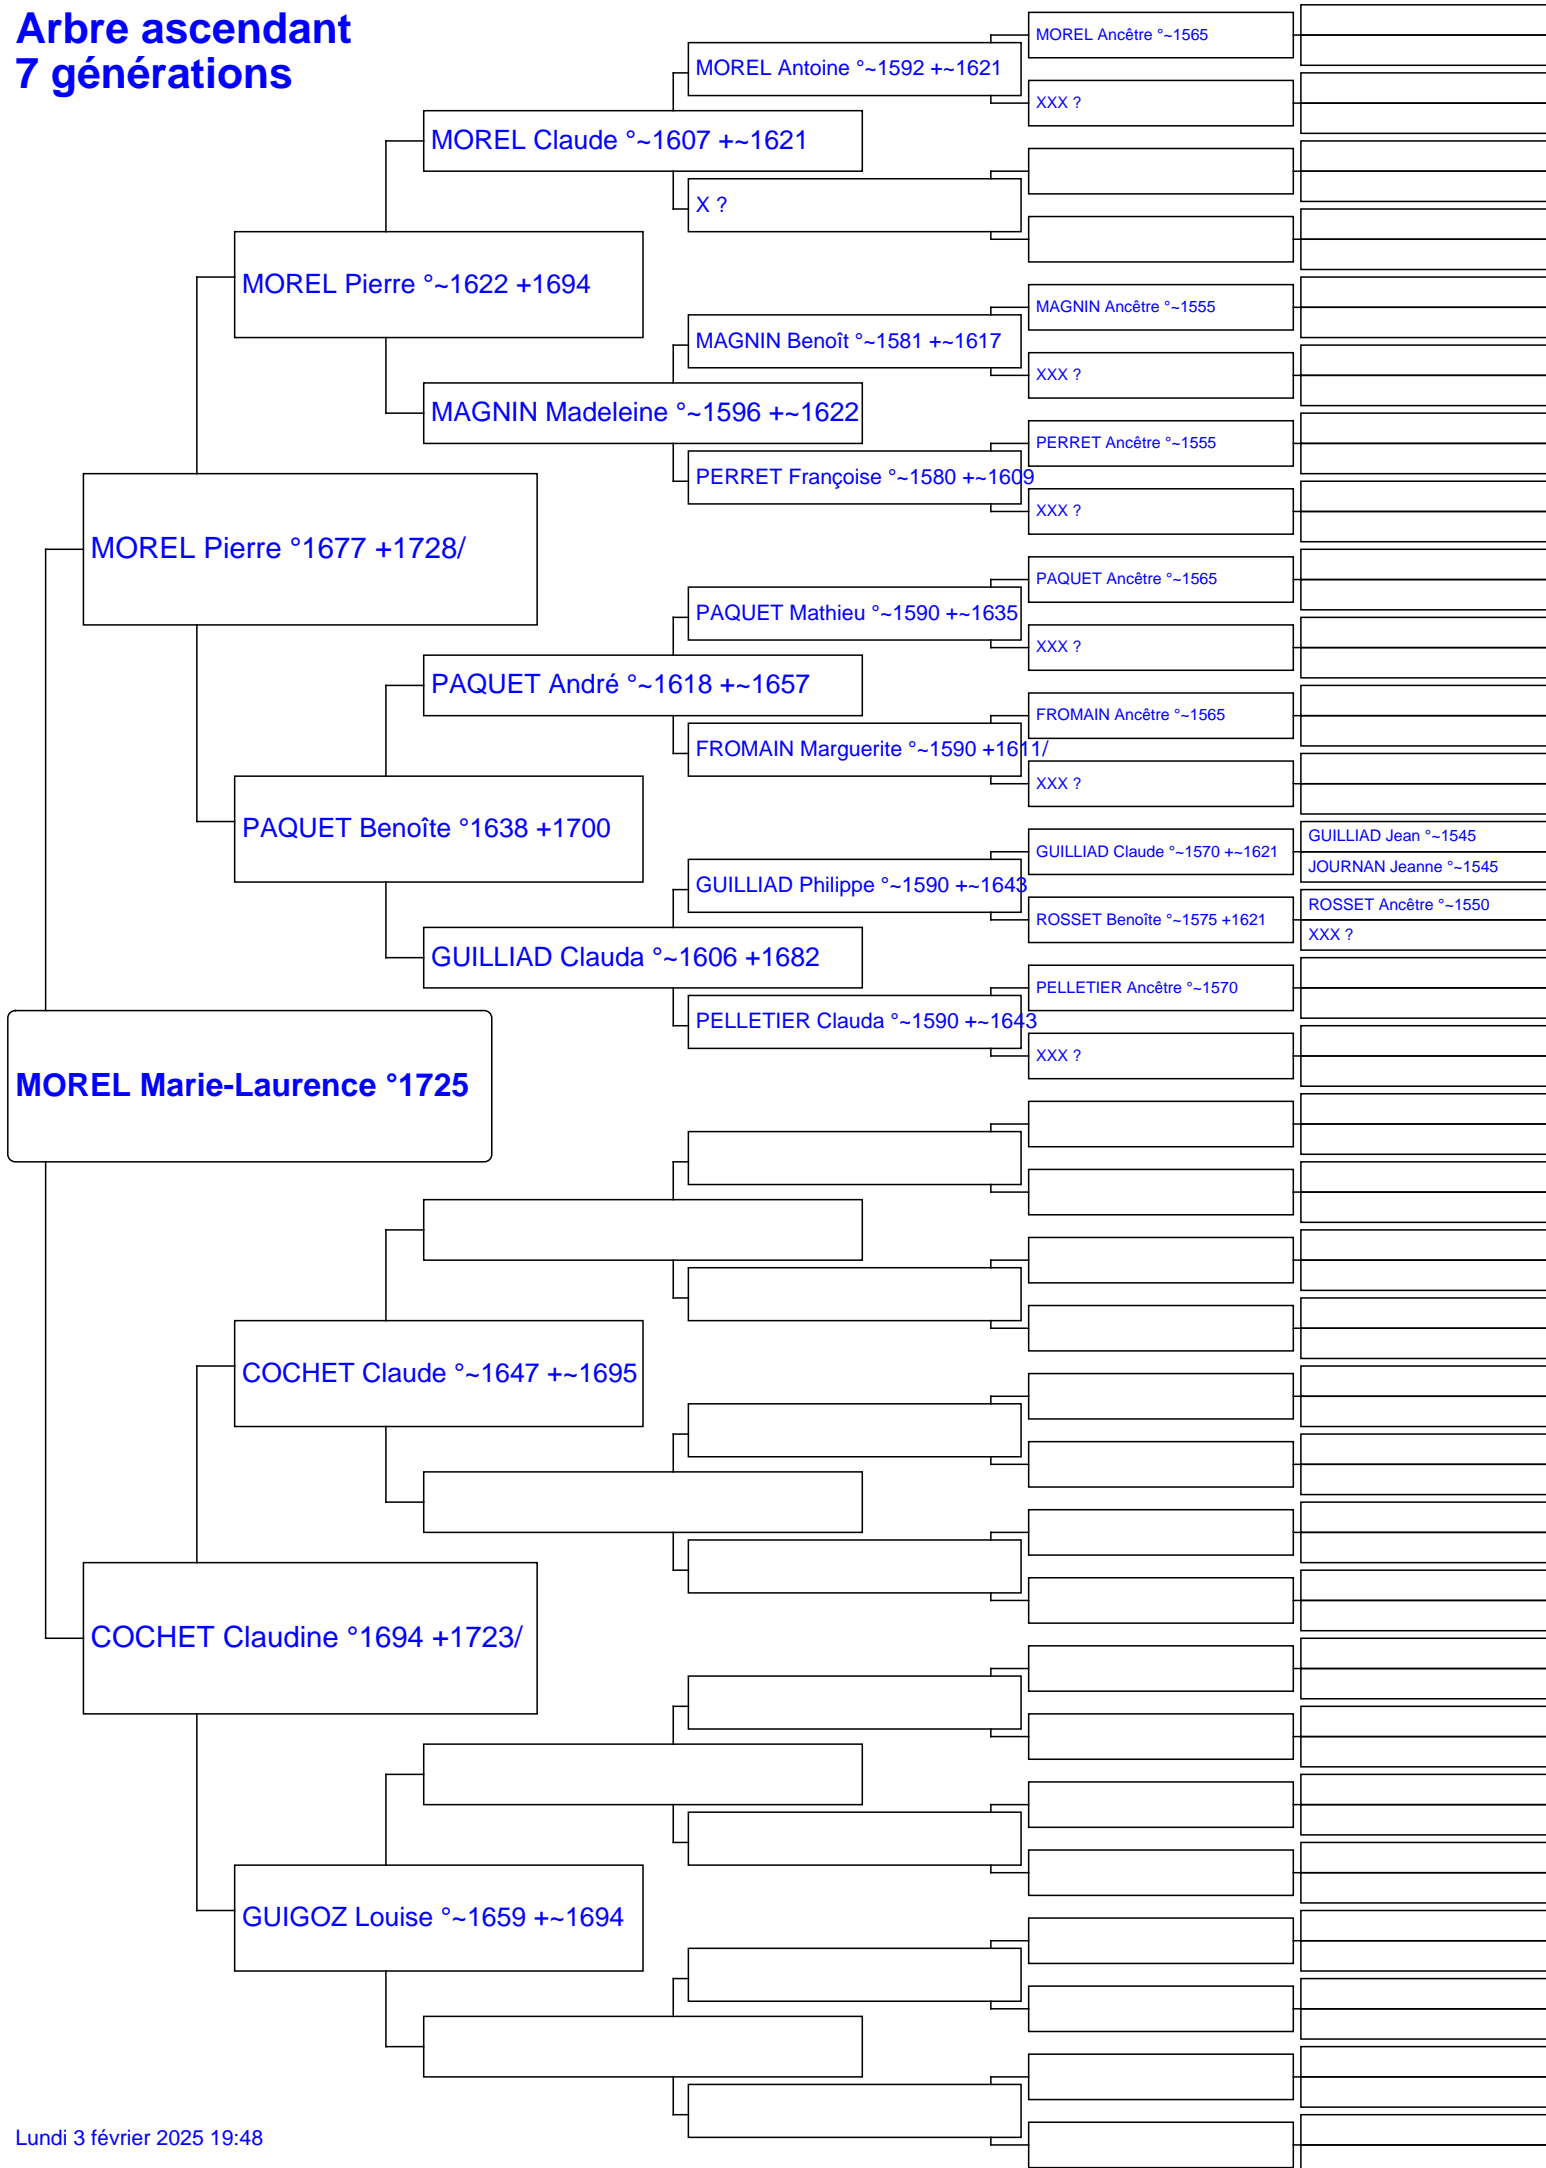 Arbre ascendant
7 générations
MOREL Ancêtre °~1565
MOREL Antoine °~1592 +~1621
XXX ?
MOREL Claude °~1607 +~1621
X ?
MOREL Pierre °~1622 +1694
MAGNIN Ancêtre °~1555
MAGNIN Benoît °~1581 +~1617
XXX ?
MAGNIN Madeleine °~1596 +~1622
PERRET Ancêtre °~1555
PERRET Françoise °~1580 +~1609
XXX ?
MOREL Pierre °1677 +1728/
PAQUET Ancêtre °~1565
PAQUET Mathieu °~1590 +~1635
XXX ?
PAQUET André °~1618 +~1657
FROMAIN Ancêtre °~1565
FROMAIN Marguerite °~1590 +1611/
XXX ?
PAQUET Benoîte °1638 +1700
GUILLIAD Jean °~1545
GUILLIAD Claude °~1570 +~1621
JOURNAN Jeanne °~1545
GUILLIAD Philippe °~1590 +~1643
ROSSET Ancêtre °~1550
ROSSET Benoîte °~1575 +1621
XXX ?
GUILLIAD Clauda °~1606 +1682
PELLETIER Ancêtre °~1570
PELLETIER Clauda °~1590 +~1643
XXX ?
MOREL Marie-Laurence °1725
COCHET Claude °~1647 +~1695
COCHET Claudine °1694 +1723/
GUIGOZ Louise °~1659 +~1694
Lundi 3 février 2025 19:48